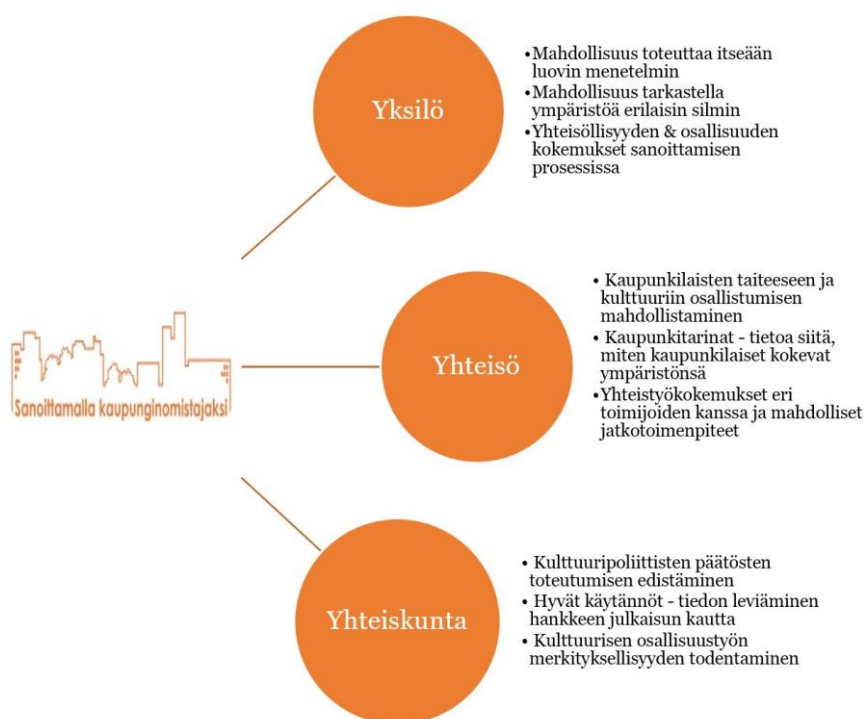 Yksilö
•Mahdollisuus toteuttaa itseään
luovin menetelmin
•Mahdollisuus tarkastella
ympäristöä erilaisin silmin
•Yhteisöllisyyden & osallisuuden
kokemukset sanoittamisen
prosessissa
Sanoittamalla kaupunginomistajaksi
Yhteisö
• Kaupunkilaisten taiteeseen ja
kulttuuriin osallistumisen
mahdollistaminen
• Kaupunkitarinat - tietoa siitä,
miten kaupunkilaiset kokevat
ympäristönsä
•Yhteistyökokemukset eri
toimijoiden kanssa ja mahdolliset
jatkotoimenpiteet
Yhteiskunta
• Kulttuuripoliittisten päätösten
toteutumisen edistäminen
• Hyvät käytännöt - tiedon leviäminen
hankkeen julkaisun kautta
• Kulttuurisen osallisuustyön
merkityksellisyyden todentaminen